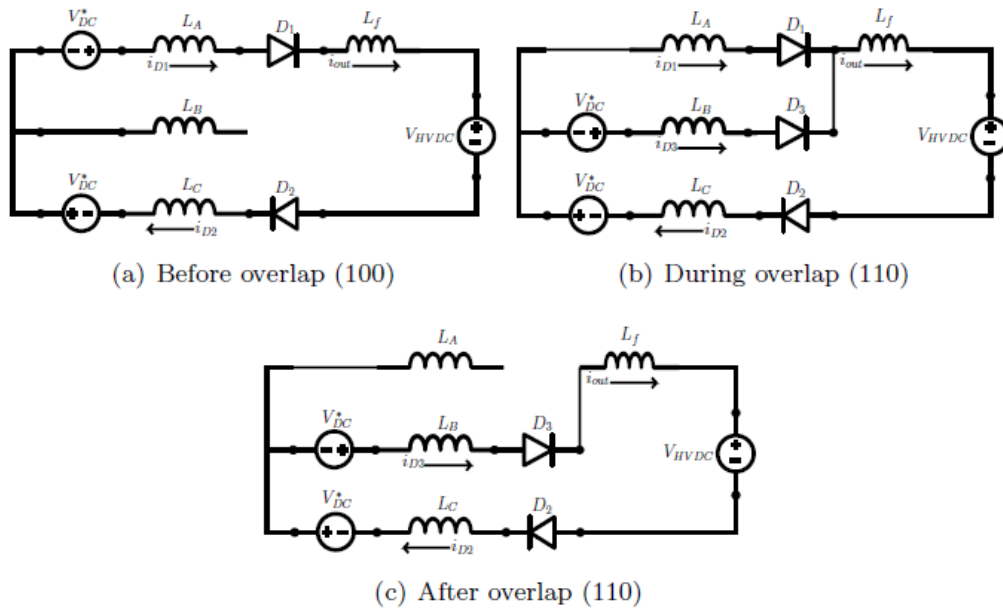 V*DC LA D1 Lf
iD1 iout
LB
VHVDC
V*DC LC D2
iD2
(a) Before overlap (100)
LA D1 Lf
iD1 iout
V*DC LB D3
iD3
VHVDC
V*DC LC D2
iD2
(b) During overlap (110)
LA Lf
iout
V*DC LB D3
iD3
VHVDC
V*DC LC D2
iD2
(c) After overlap (110)